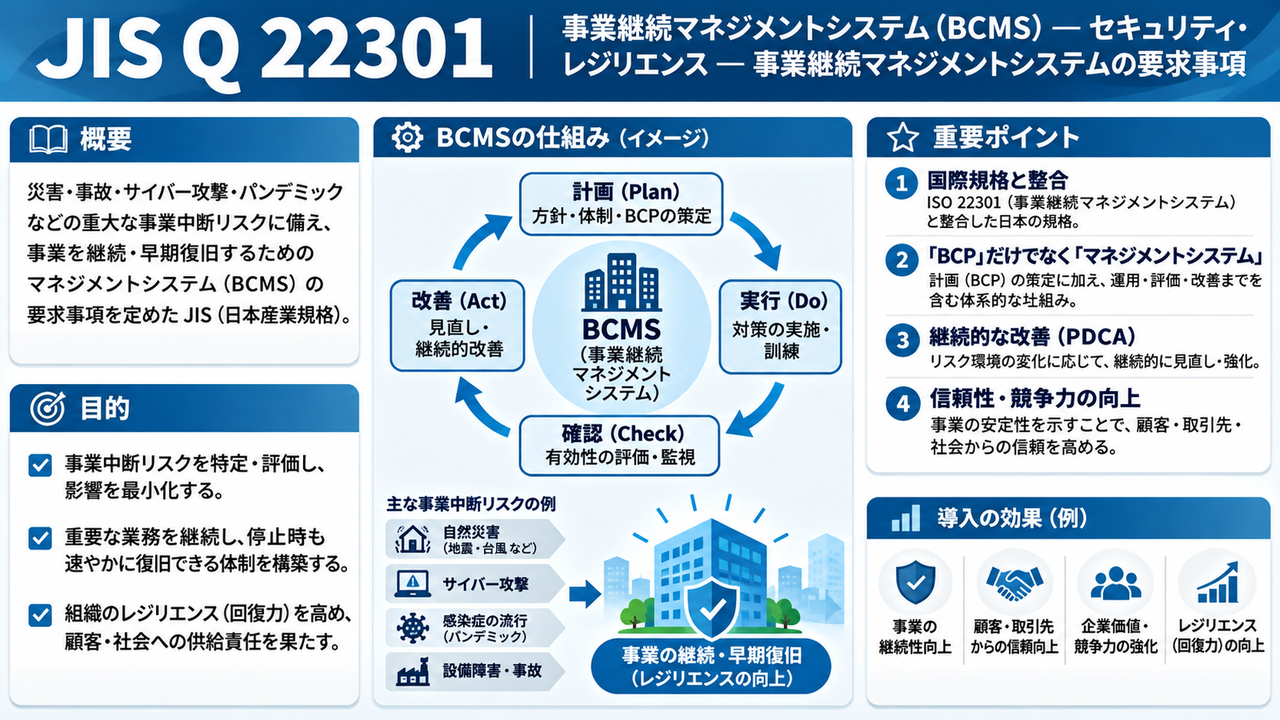 JIS Q 22301
事業継続マネジメントシステム（BCMS）— セキュリティ・
レジリエンス — 事業継続マネジメントシステムの要求事項
概要
災害・事故・サイバー攻撃・パンデミック
などの重大な事業中断リスクに備え、
事業を継続・早期復旧するための
マネジメントシステム（BCMS）の
要求事項を定めた JIS（日本産業規格）。
目的
事業中断リスクを特定・評価し、
影響を最小化する。
重要な業務を継続し、停止時も
速やかに復旧できる体制を構築する。
組織のレジリエンス（回復力）を高め、
顧客・社会への供給責任を果たす。
BCMSの仕組み（イメージ）
計画（Plan）
方針・体制・BCPの策定
実行（Do）
対策の実施・
訓練
確認（Check）
有効性の評価・監視
改善（Act）
見直し・
継続的改善
BCMS
（事業継続
マネジメント
システム）
主な事業中断リスクの例
自然災害
（地震・台風 など）
サイバー攻撃
感染症の流行
（パンデミック）
設備障害・事故
事業の継続・早期復旧
（レジリエンスの向上）
重要ポイント
1 国際規格と整合
ISO 22301（事業継続マネジメントシステム）
と整合した日本の規格。
2 「BCP」だけでなく「マネジメントシステム」
計画（BCP）の策定に加え、運用・評価・改善までを
含む体系的な仕組み。
3 継続的な改善（PDCA）
リスク環境の変化に応じて、継続的に見直し・強化。
4 信頼性・競争力の向上
事業の安定性を示すことで、顧客・取引先・
社会からの信頼を高める。
導入の効果（例）
事業の
継続性向上
顧客・取引先
からの信頼向上
企業価値・
競争力の強化
レジリエンス
（回復力）の向上